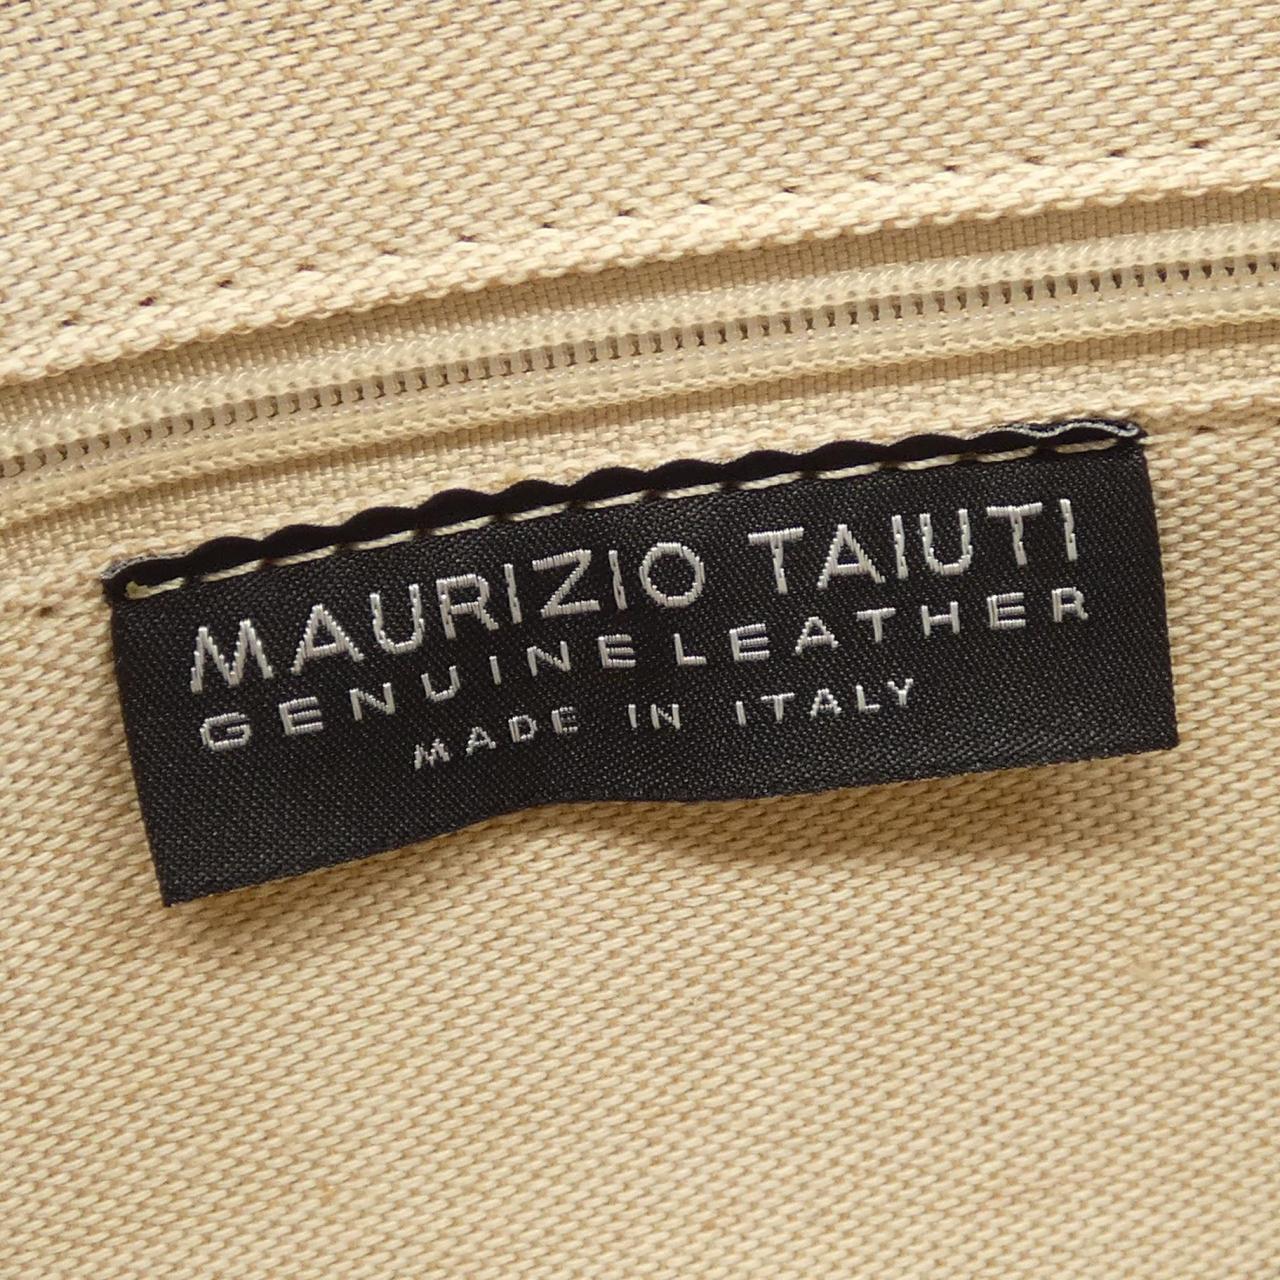 MAURIZIO TAIUTI
GENUINE LEATHER
MADE IN ITALY